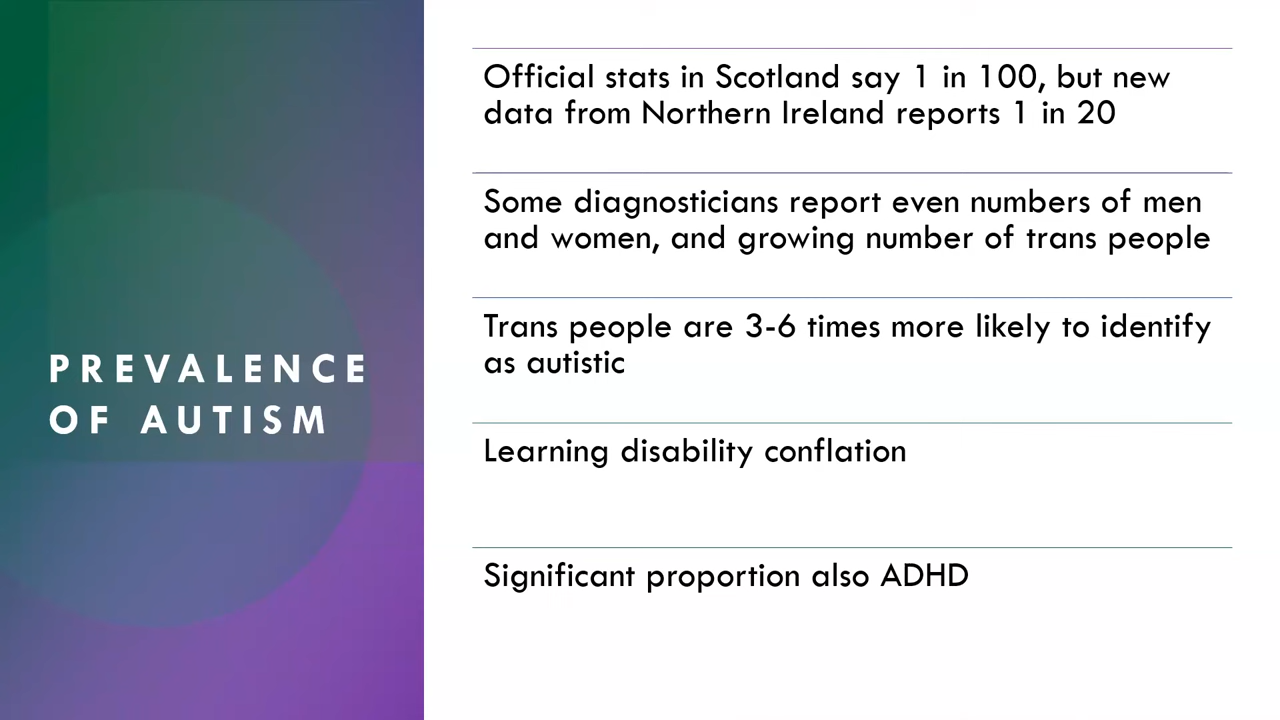 PREVALENCE
OF AUTISM
Official stats in Scotland say 1 in 100, but new
data from Northern Ireland reports 1 in 20
Some diagnosticians report even numbers of men
and women, and growing number of trans people
Trans people are 3-6 times more likely to identify
as autistic
Learning disability conflation
Significant proportion also ADHD